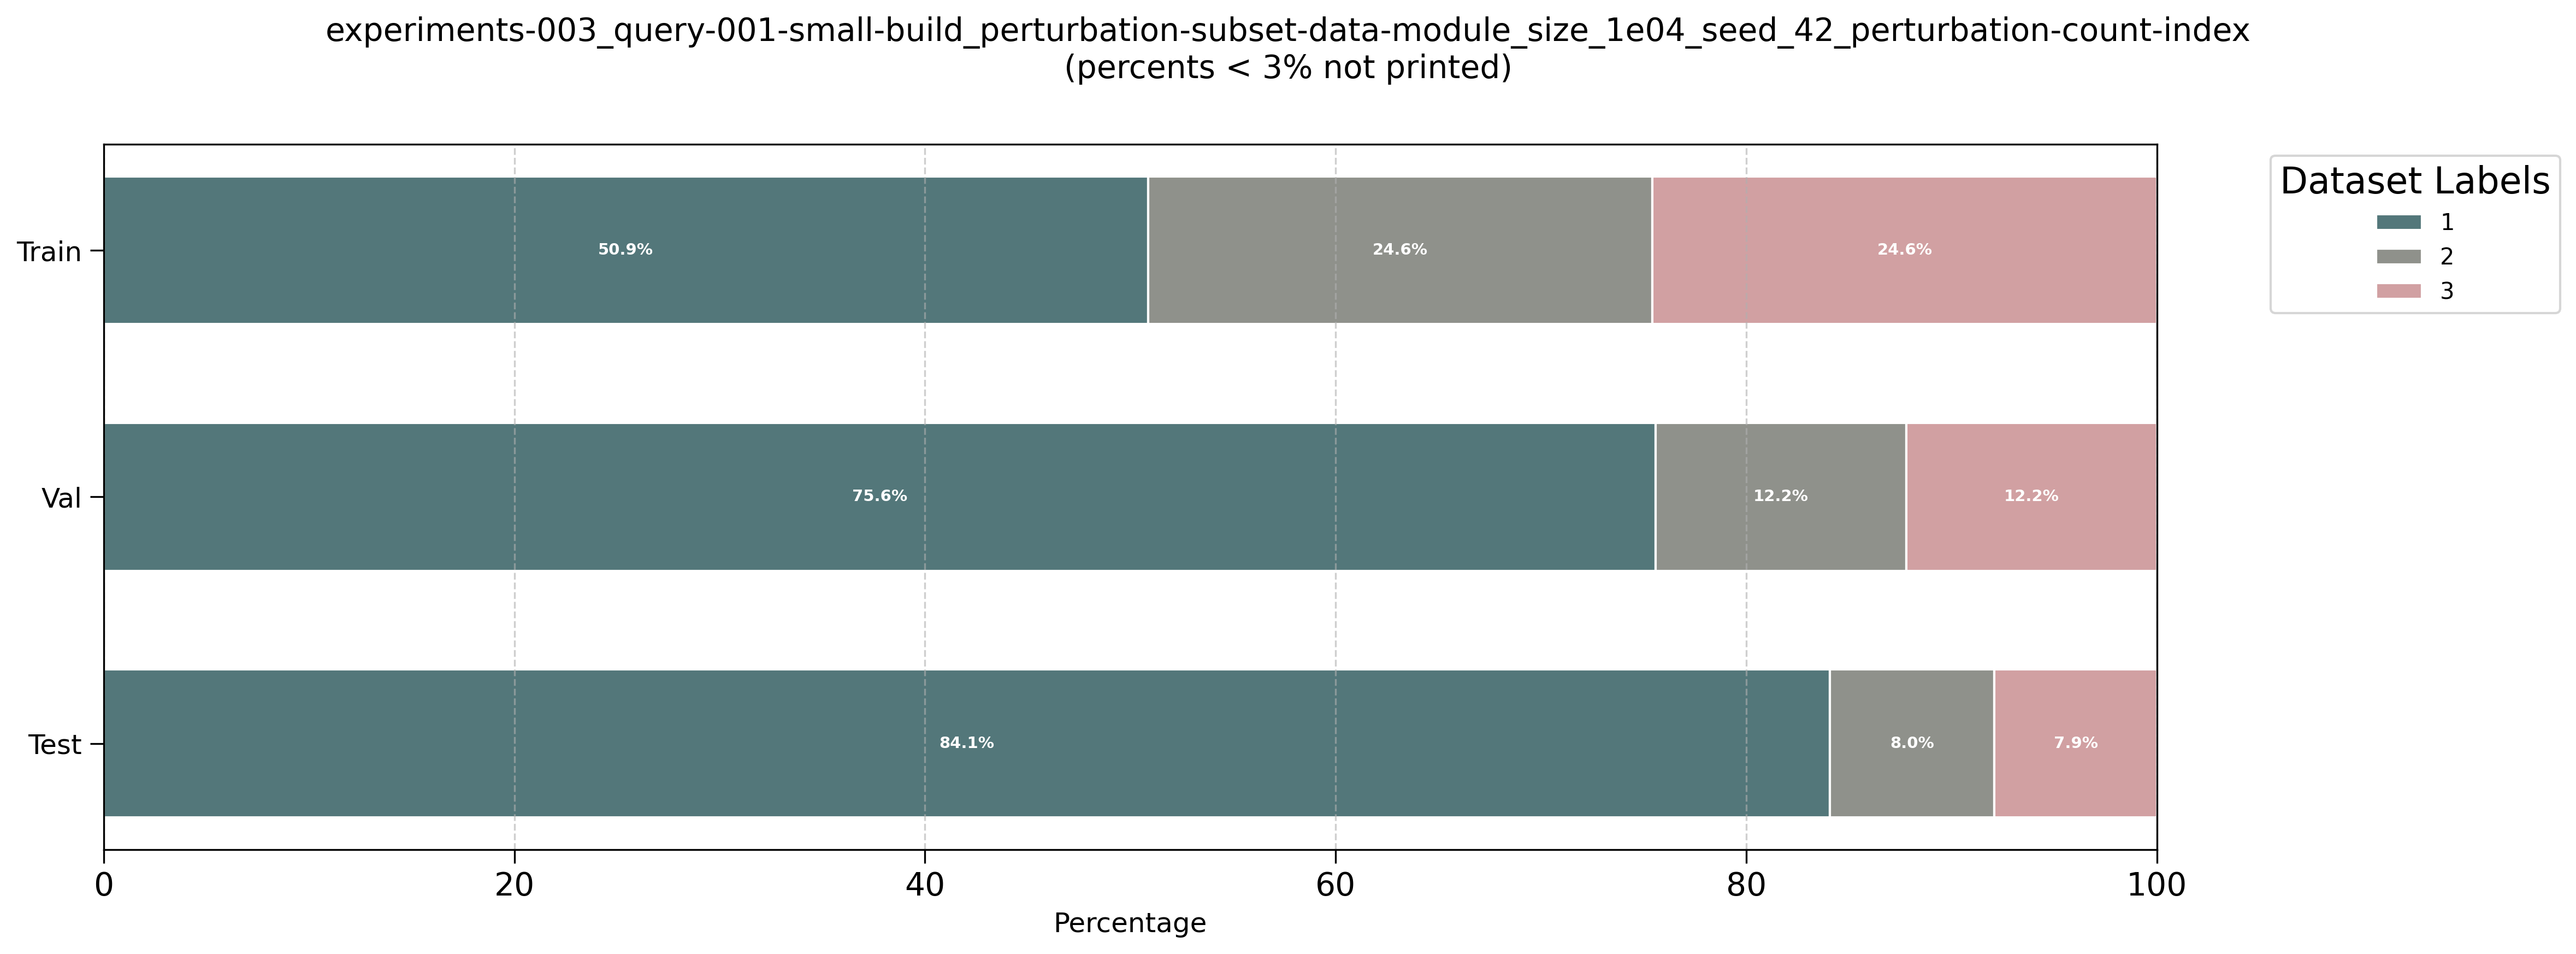 experiments-003_query-001-small-build_perturbation-subset-data-module_size_1e04_seed_42_perturbation-count-index
(percents < 3% not printed)
Dataset Labels
1
2
3
Train
50.9%
24.6%
24.6%
Val
75.6%
12.2%
12.2%
Test
84.1%
8.0%
7.9%
0
20
40
60
80
100
Percentage